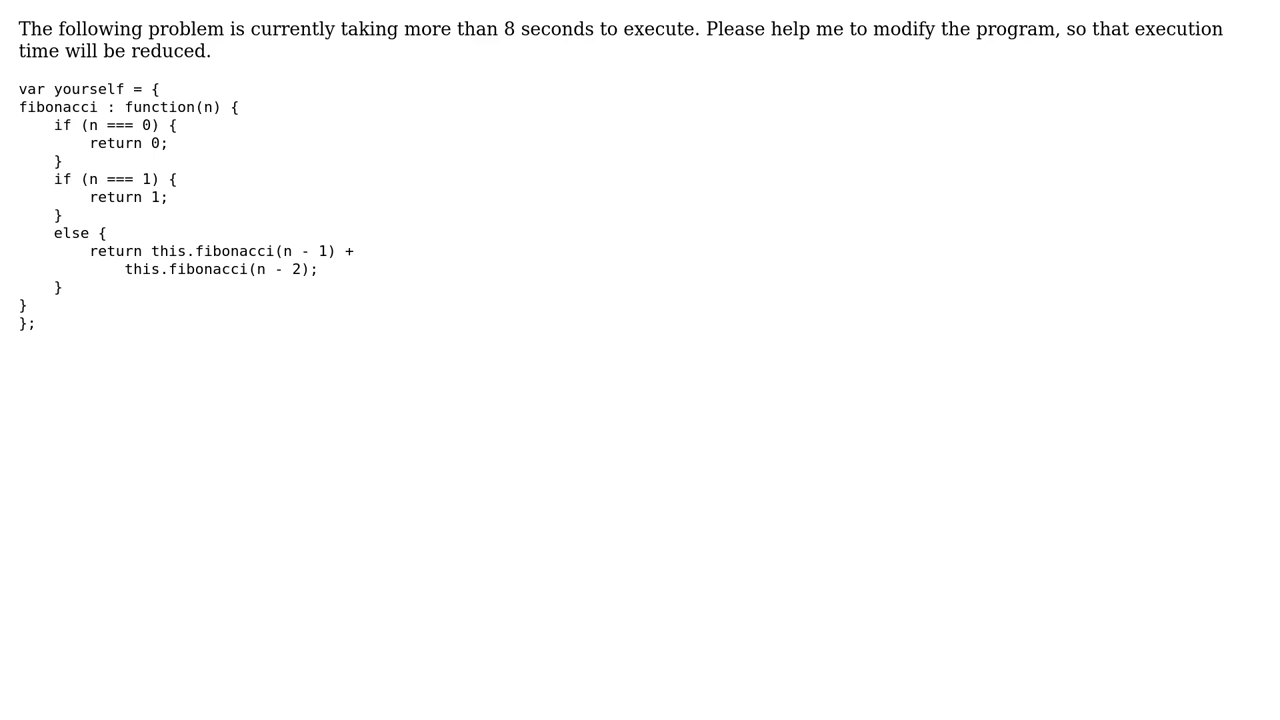 The following problem is currently taking more than 8 seconds to execute. Please help me to modify the program, so that execution
time will be reduced.
var yourself = {
fibonacci : function(n) {
    if (n === 0) {
        return 0;
    }
    if (n === 1) {
        return 1;
    }
    else {
        return this.fibonacci(n - 1) +
            this.fibonacci(n - 2);
    }
}
};